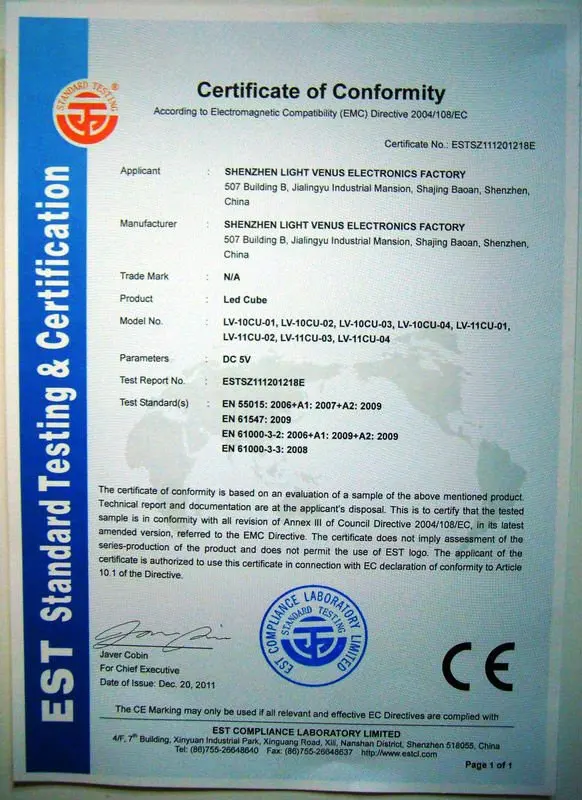 EST Standard Testing & Certification
STANDARD TESTING
®
Certificate of Conformity
According to Electromagnetic Compatibility (EMC) Directive 2004/108/EC
Certificate No.: ESTSZ111201218E
Applicant : SHENZHEN LIGHT VENUS ELECTRONICS FACTORY
507 Building B, Jialingyu Industrial Mansion, Shajing Baoan, Shenzhen,
China
Manufacturer : SHENZHEN LIGHT VENUS ELECTRONICS FACTORY
507 Building B, Jialingyu Industrial Mansion, Shajing Baoan, Shenzhen,
China
Trade Mark : N/A
Product : Led Cube
Model No. : LV-10CU-01, LV-10CU-02, LV-10CU-03, LV-10CU-04, LV-11CU-01,
LV-11CU-02, LV-11CU-03, LV-11CU-04
Parameters : DC 5V
Test Report No. : ESTSZ111201218E
Test Standard(s) : EN 55015: 2006+A1: 2007+A2: 2009
EN 61547: 2009
EN 61000-3-2: 2006+A1: 2009+A2: 2009
EN 61000-3-3: 2008
The certificate of conformity is based on an evaluation of a sample of the above mentioned product.
Technical report and documentation are at the applicant's disposal. This is to certify that the tested
sample is in conformity with all revision of Annex III of Council Directive 2004/108/EC, in its latest
amended version, referred to the EMC Directive. The certificate does not imply assessment of the
series-production of the product and does not permit the use of EST logo. The applicant of the
certificate is authorized to use this certificate in connection with EC declaration of conformity to Article
10.1 of the Directive.
Javer Cobin
For Chief Executive
Date of Issue: Dec. 20, 2011
EST COMPLIANCE LABORATORY LIMITED
STANDARD TESTING
CE
The CE Marking may only be used if all relevant and effective EC Directives are complied with
EST COMPLIANCE LABORATORY LIMITED
4/F, 7th Building, Xinyuan Industrial Park, Xinguang Road, Xili, Nanshan District, Shenzhen 518055, China
Tel: (86)755-26648640 Fax: (86)755-26648637 http://www.estcl.com
Page 1 of 1